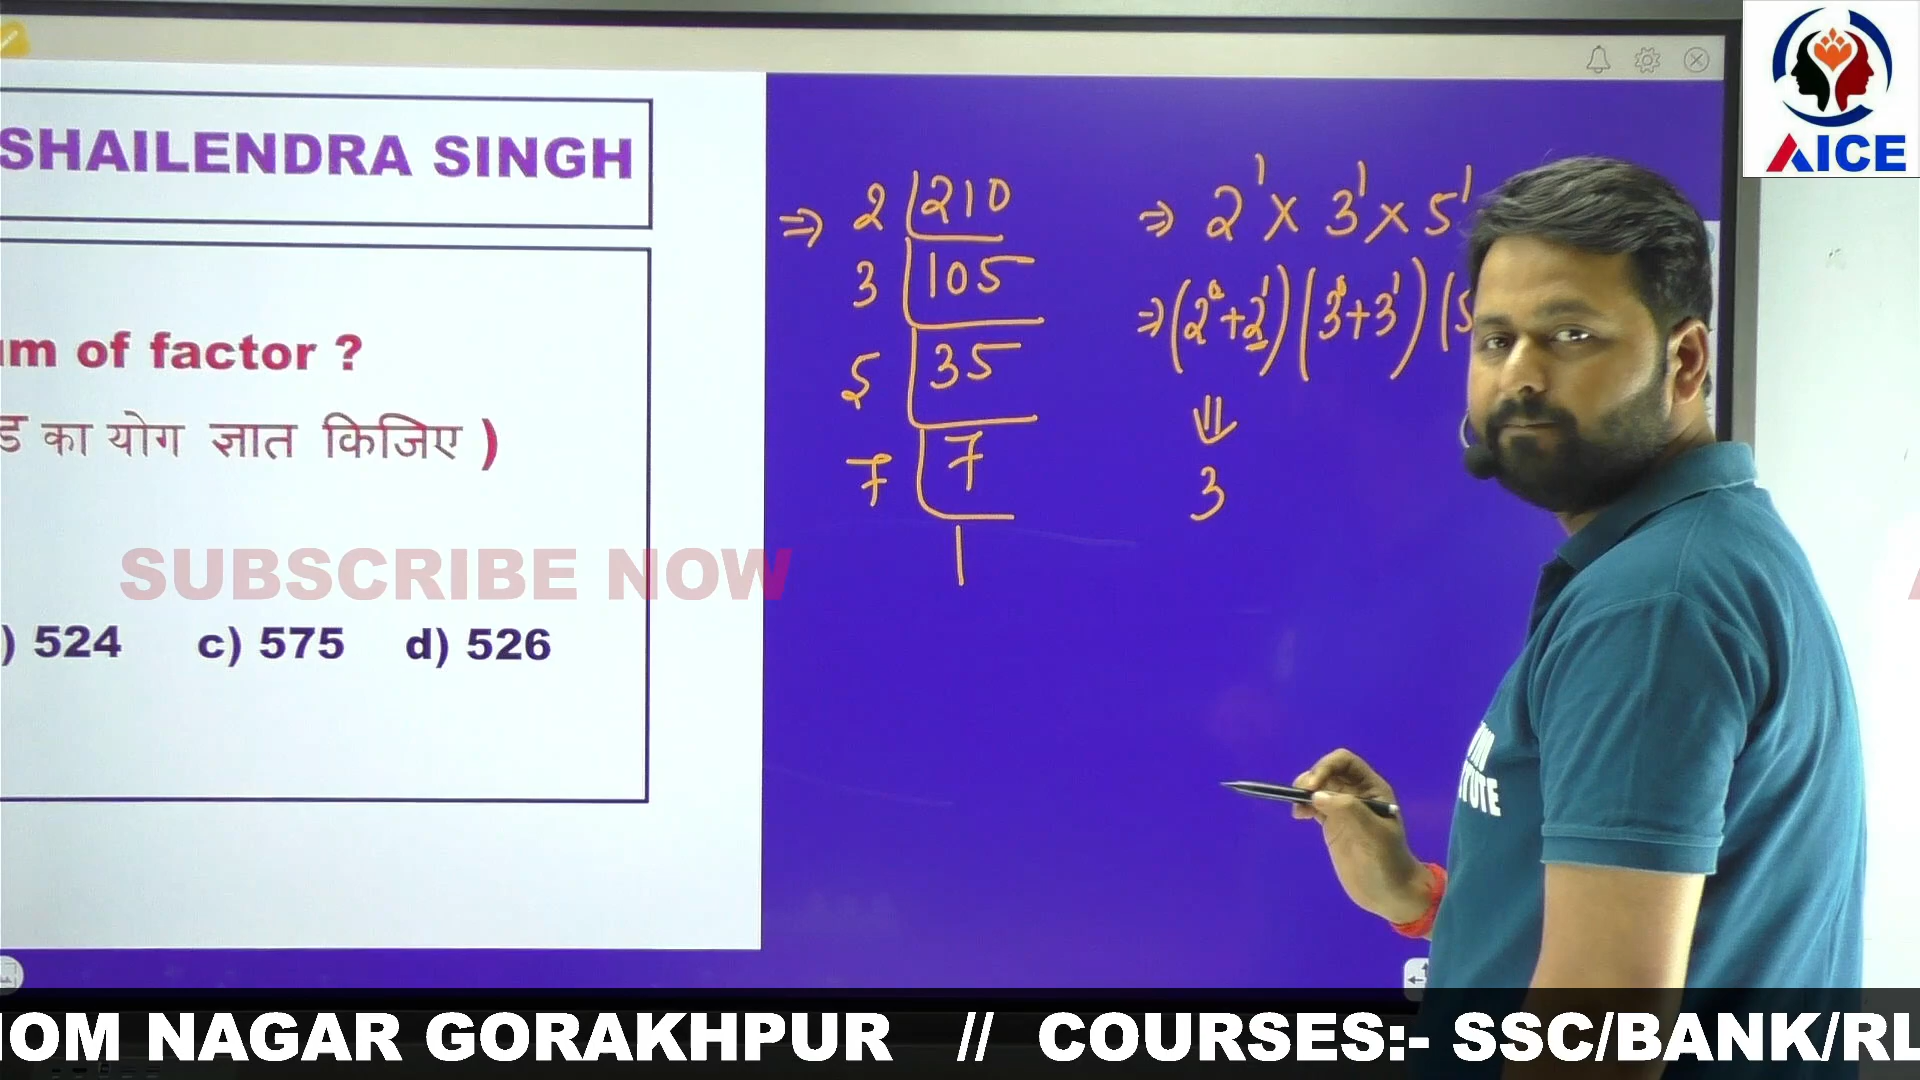 SHAILENDRA SINGH
um of factor ?
ड का योग ज्ञात किजिए )
) 524 c) 575 d) 526
SUBSCRIBE NOW
⇒ 2 | 210
3 | 105
5 | 35
7 | 7
1
⇒ 2¹ × 3¹ × 5¹
⇒ (2⁰+2¹) (3⁰+3¹) (5
⇓
3
AICE
NAGAR GORAKHPUR // COURSES:- SSC/BANK/RL